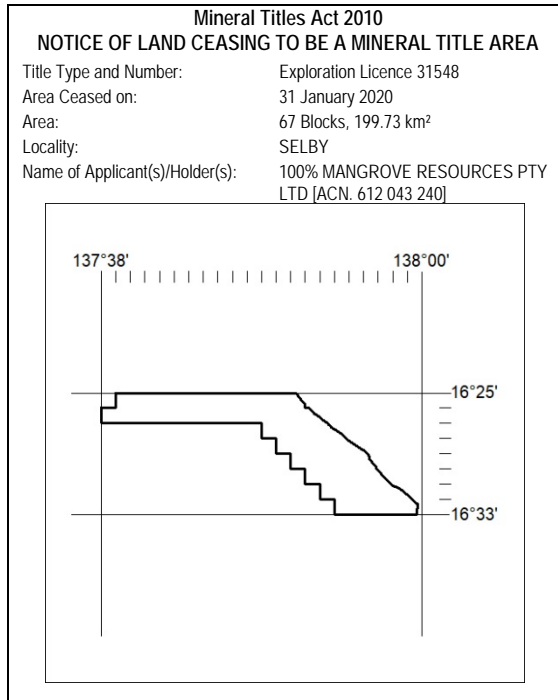 Mineral Titles Act 2010
NOTICE OF LAND CEASING TO BE A MINERAL TITLE AREA
Title Type and Number: Exploration Licence 31548
Area Ceased on: 31 January 2020
Area: 67 Blocks, 199.73 km²
Locality: SELBY
Name of Applicant(s)/Holder(s): 100% MANGROVE RESOURCES PTY
LTD [ACN. 612 043 240]
137°38' 138°00'
16°25'
16°33'